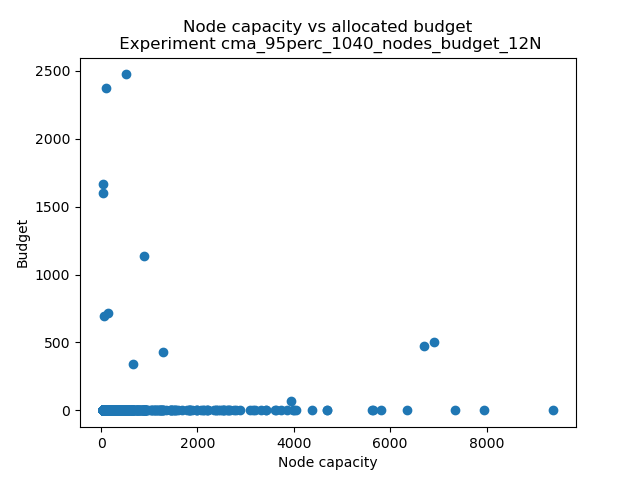 Node capacity vs allocated budget
Experiment cma_95perc_1040_nodes_budget_12N
2500
2000
1500
1000
500
0
Budget
0 2000 4000 6000 8000
Node capacity